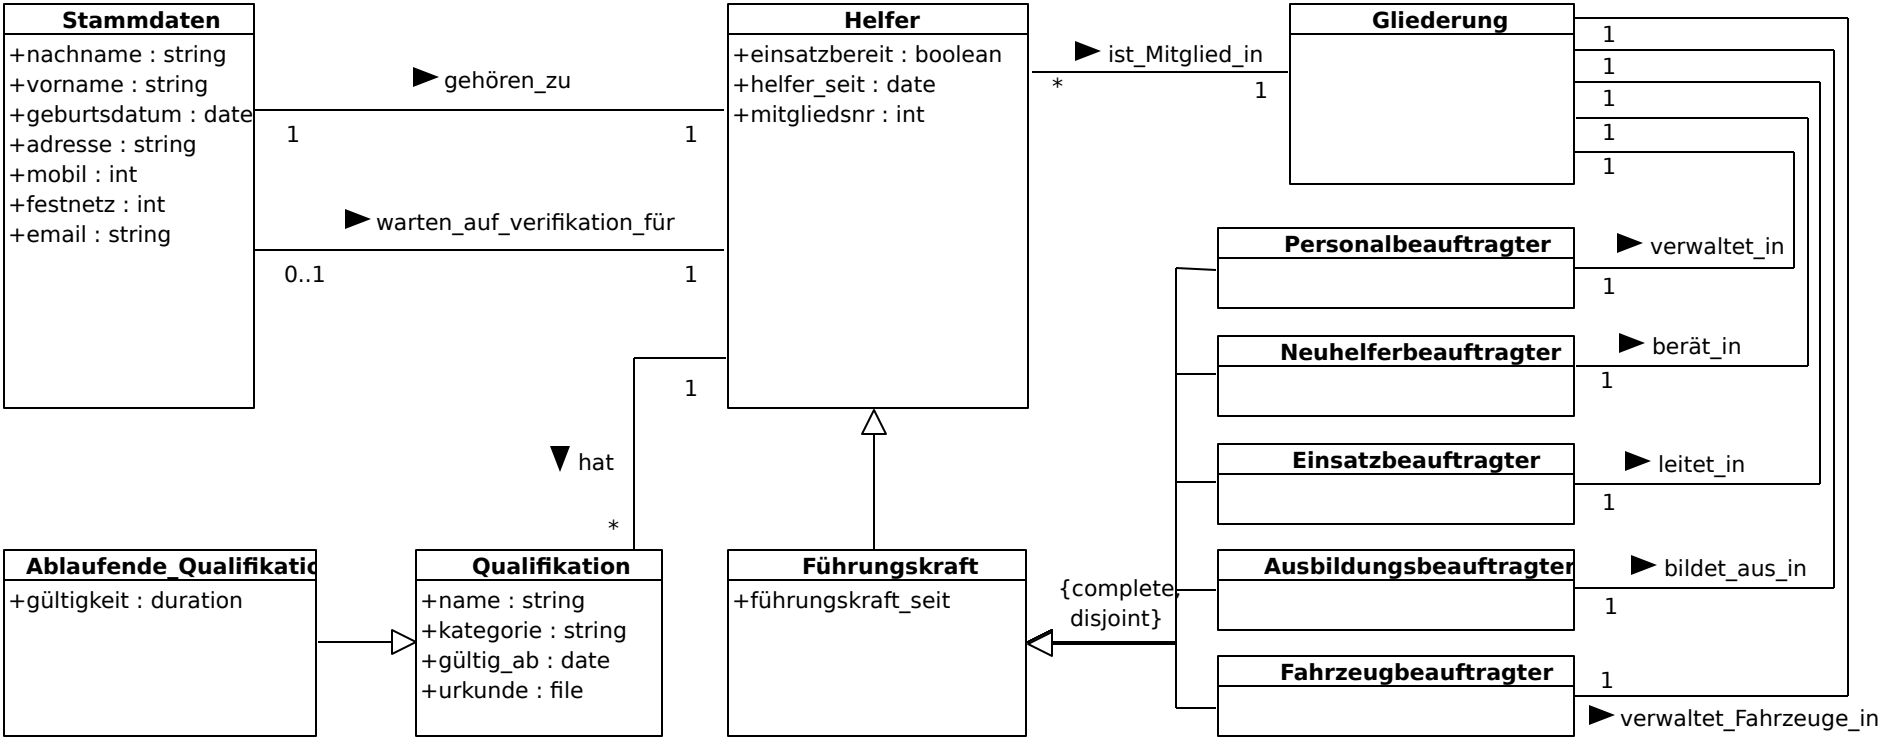 Stammdaten
+nachname : string
+vorname : string
+geburtsdatum : date
+adresse : string
+mobil : int
+festnetz : int
+email : string
gehören_zu
1
1
warten_auf_verifikation_für
0..1
1
Helfer
+einsatzbereit : boolean
+helfer_seit : date
+mitgliedsnr : int
ist_Mitglied_in
*
1
Gliederung
1
1
1
1
1
1
hat
*
Personalbeauftragter
verwaltet_in
1
Neuhelferbeauftragter
berät_in
1
Einsatzbeauftragter
leitet_in
1
Ausbildungsbeauftragter
bildet_aus_in
1
Fahrzeugbeauftragter
1
verwaltet_Fahrzeuge_in
Ablaufende_Qualifikatio
+gültigkeit : duration
Qualifikation
+name : string
+kategorie : string
+gültig_ab : date
+urkunde : file
Führungskraft
+führungskraft_seit
{complete,
disjoint}